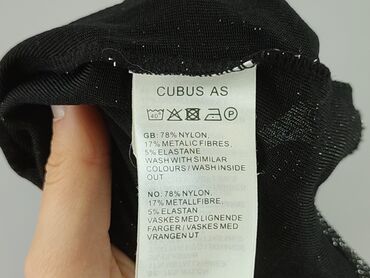 CUBUS AS
40°
P
GB: 78% NYLON,
17% METALIC FIBRES,
5% ELASTANE
WASH WITH SIMILAR
COLOURS / WASH INSIDE
OUT
NO: 78% NYLON,
17% METALLFIBRE,
5% ELASTAN
VASKES MED LIGNENDE
FARGER / VASKES MED
VRANGEN UT